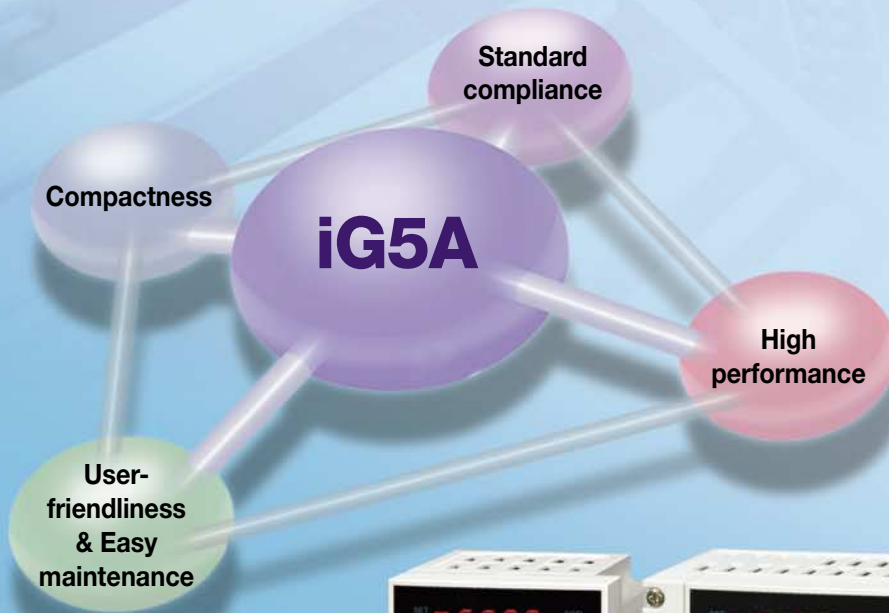 Standard
compliance
Compactness
iG5A
High
performance
User-
friendliness
& Easy
maintenance